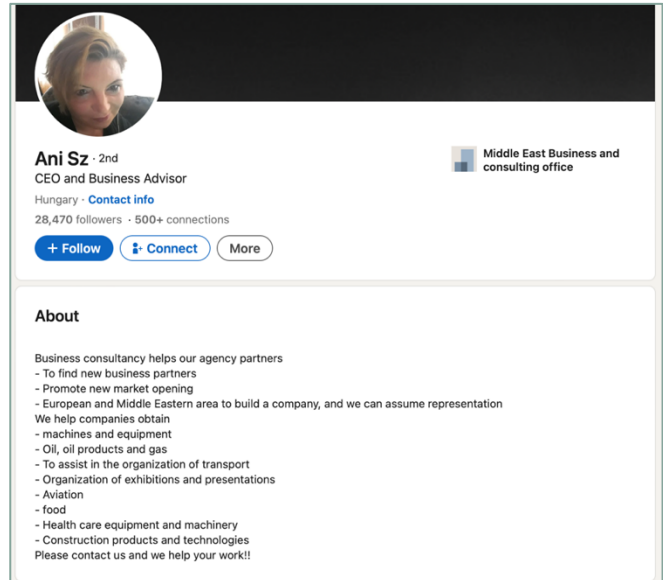 Ani Sz · 2nd
CEO and Business Advisor
Hungary · Contact info
28,470 followers · 500+ connections
+ Follow
Connect
More
Middle East Business and
consulting office
About
Business consultancy helps our agency partners
- To find new business partners
- Promote new market opening
- European and Middle Eastern area to build a company, and we can assume representation
We help companies obtain
- machines and equipment
- Oil, oil products and gas
- To assist in the organization of transport
- Organization of exhibitions and presentations
- Aviation
- food
- Health care equipment and machinery
- Construction products and technologies
Please contact us and we help your work!!